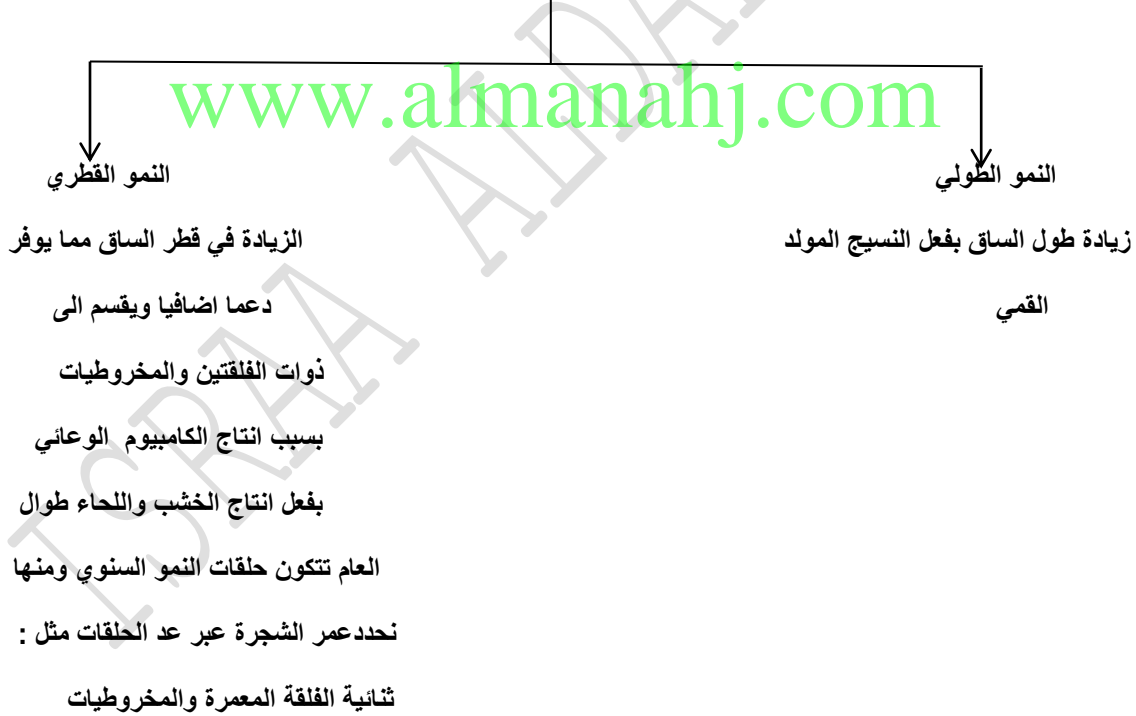 www.almanahj.com
النمو الطولي
زيادة طول الساق بفعل النسيج المولد
القمي
النمو القطري
الزيادة في قطر الساق مما يوفر
دعما اضافيا ويقسم الى
ذوات الفلقتين والمخروطيات
بسبب انتاج الكامبيوم الوعائي
بفعل انتاج الخشب واللحاء طوال
العام تتكون حلقات النمو السنوي ومنها
نحددعمر الشجرة عبر عد الحلقات مثل :
ثنائية الفلقة المعمرة والمخروطيات
ISRAA ALDA